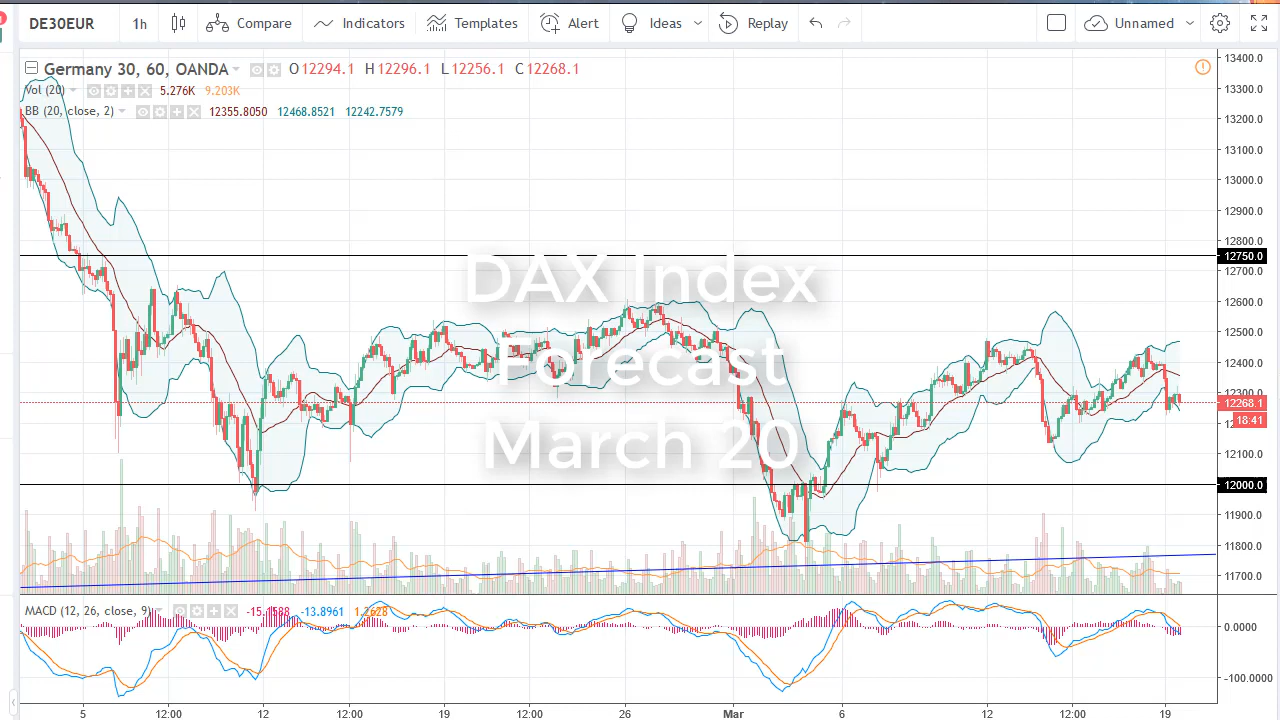 DE30EUR 1h Compare Indicators Templates Alert Ideas Replay Unnamed
Germany 30, 60, OANDA O12294.1 H12296.1 L12256.1 C12268.1
Vol (20) 5.276K 9.203K
BB (20, close, 2) 12355.8050 12468.8521 12242.7579
DAX Index
Forecast
March 20
13400.0
13300.0
13200.0
13100.0
13000.0
12900.0
12800.0
12750.0
12700.0
12600.0
12500.0
12400.0
12300.0
12268.1
18:41
12100.0
12000.0
11900.0
11800.0
11700.0
MACD (12, 26, close, 9) -15.1588 -13.8961 1.2628
0.0000
-100.0000
5 12:00 12 12:00 19 12:00 26 Mar 6 12 12:00 19